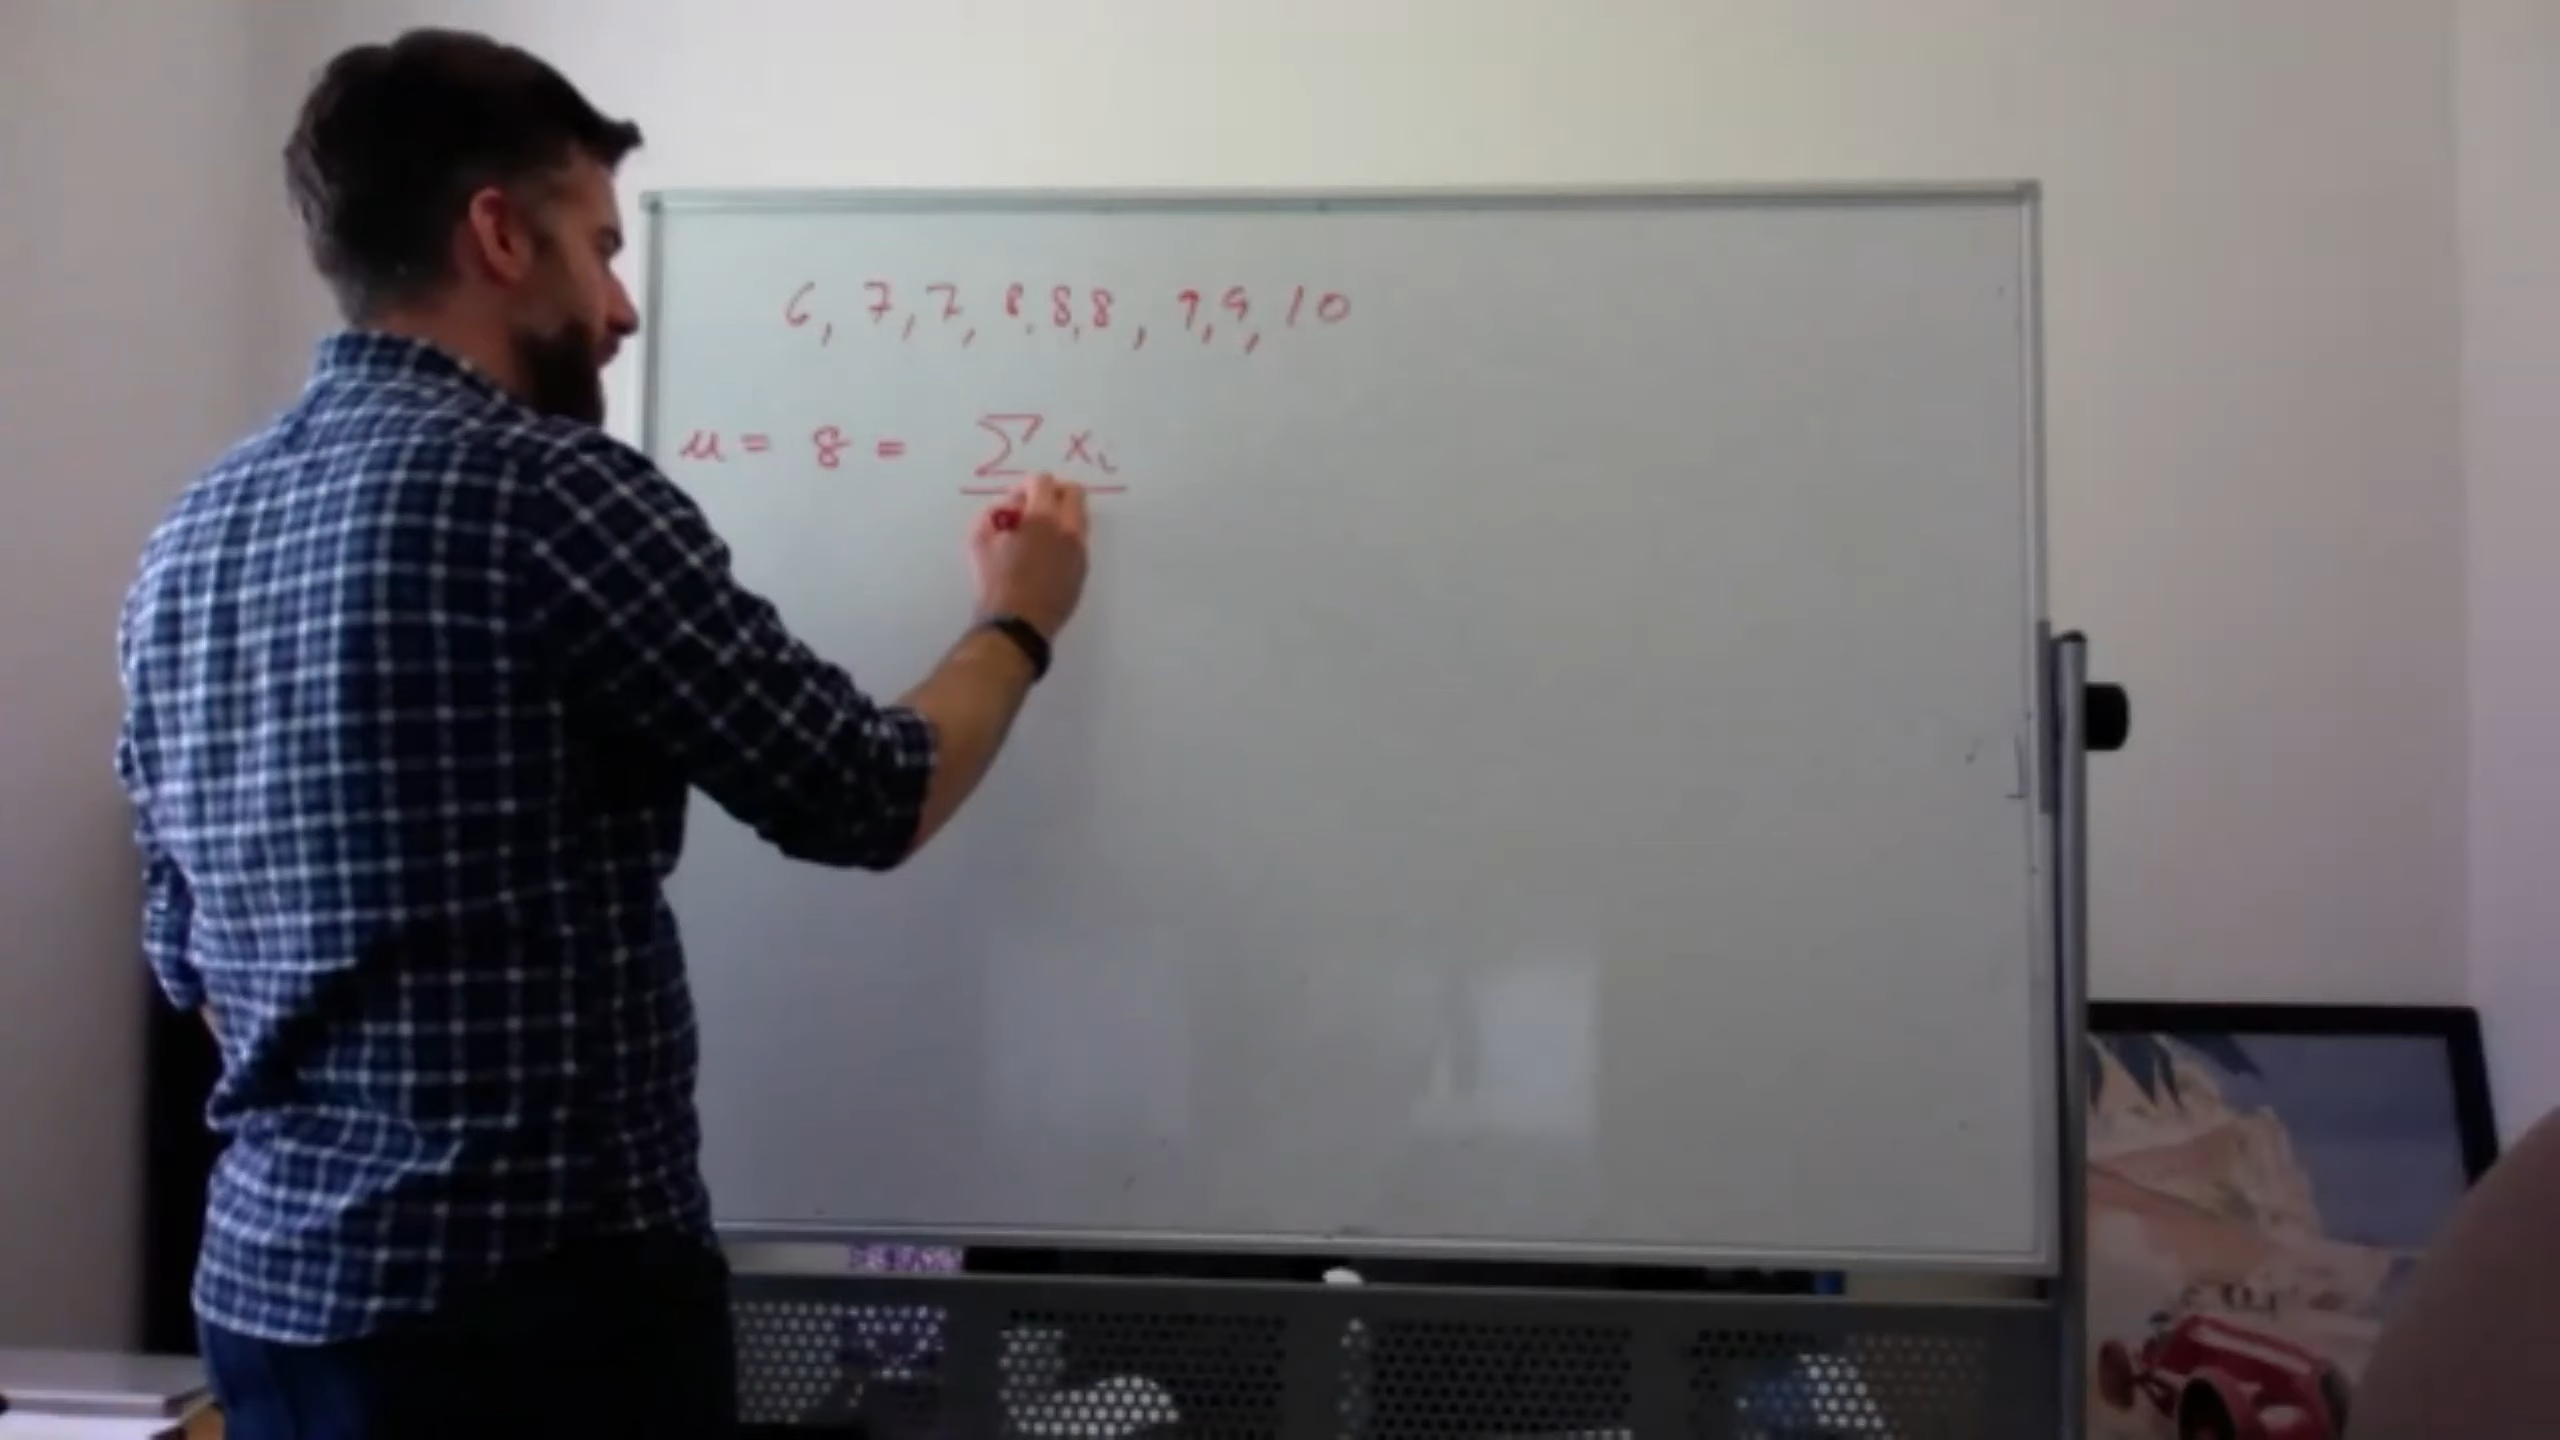 6, 7, 7, 8, 8, 8, 9, 9, 10
μ = 8 = ∑ xᵢ